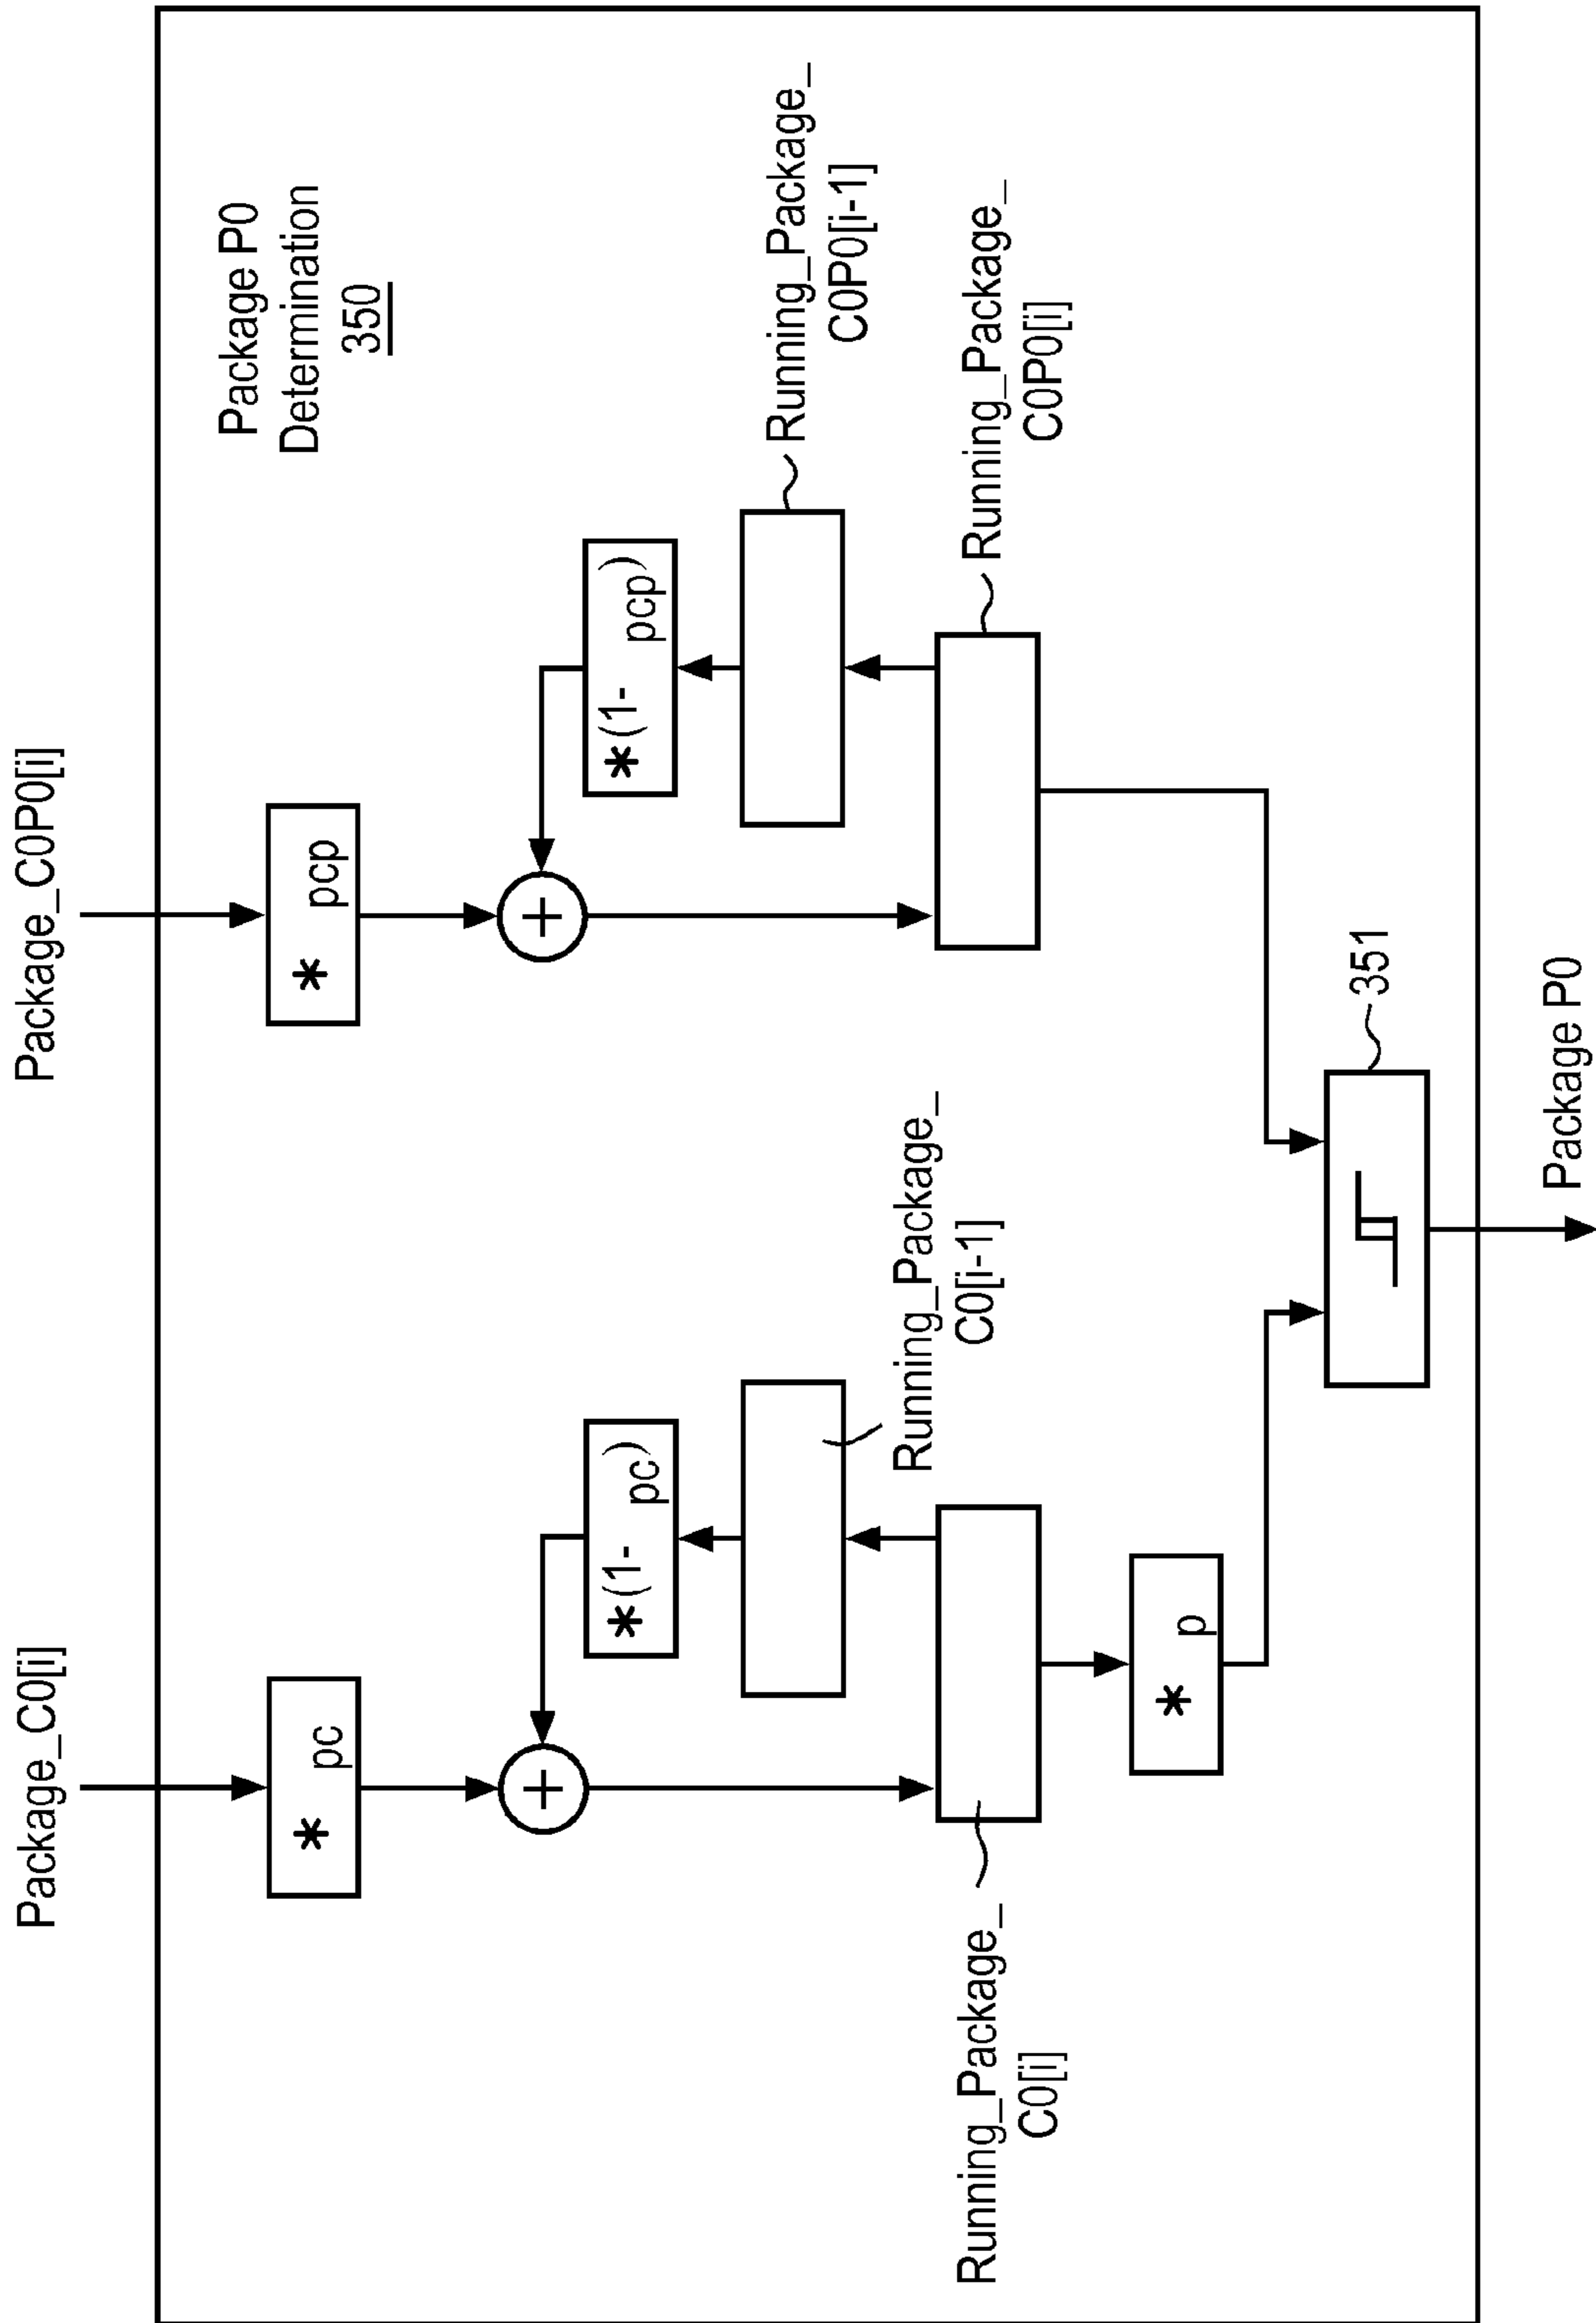 Package_C0[i]
Package_C0P0[i]
Package P0
Determination
350
* pc
* pcp
*(1- pc)
*(1- pcp)
Running_Package_
C0[i-1]
Running_Package_
C0P0[i-1]
Running_Package_
C0[i]
Running_Package_
C0P0[i]
* p
351
Package P0